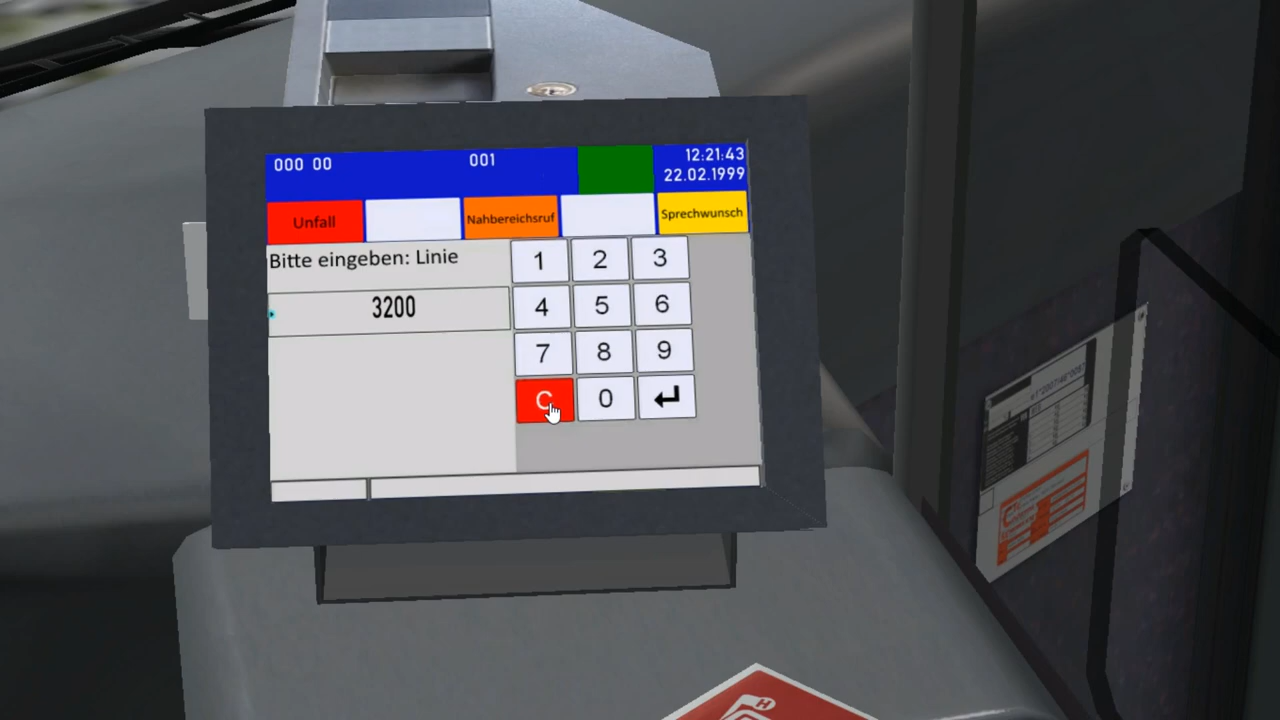 000 00
001
12:21:43
22.02.1999
Unfall
Nahbereichsruf
Sprechwunsch
Bitte eingeben: Linie
3200
1 2 3
4 5 6
7 8 9
C 0
H